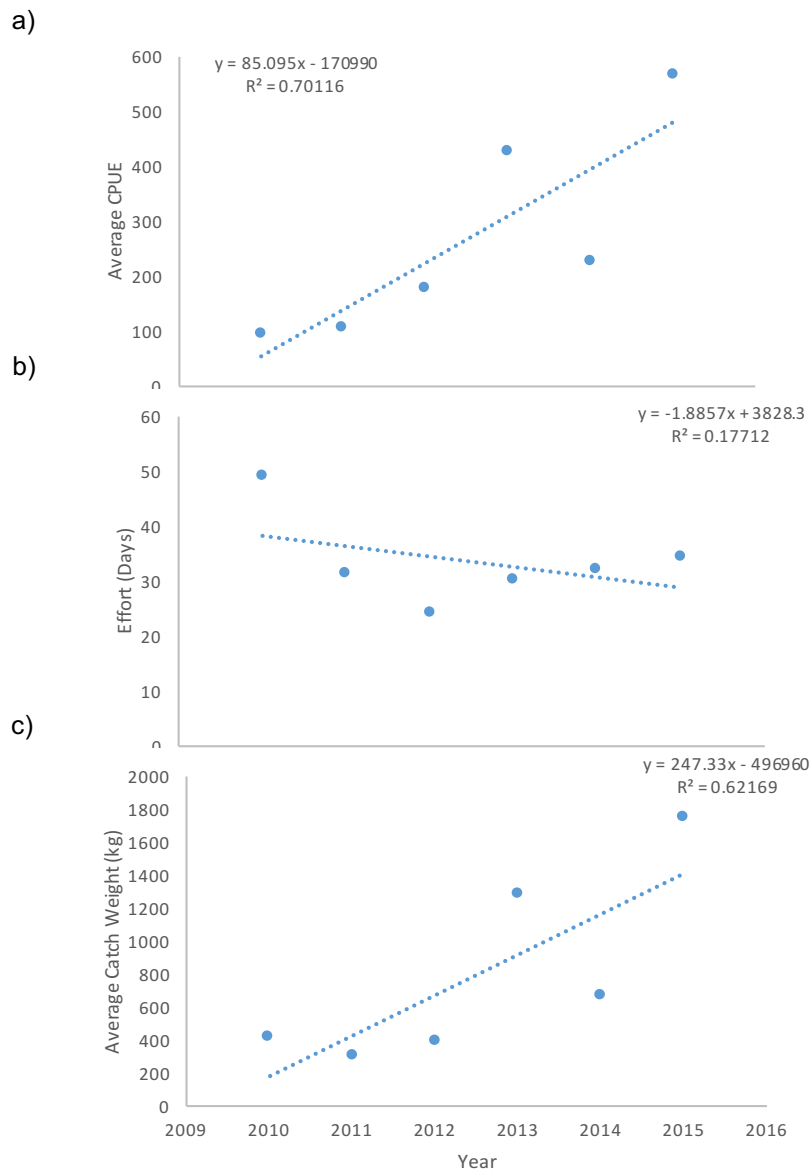 a)
y = 85.095x - 170990
R² = 0.70116
600
500
400
300
200
100
0
Average CPUE
b)
y = -1.8857x + 3828.3
R² = 0.17712
60
50
40
30
20
10
0
Effort (Days)
c)
y = 247.33x - 496960
R² = 0.62169
2000
1800
1600
1400
1200
1000
800
600
400
200
0
Average Catch Weight (kg)
2009 2010 2011 2012 2013 2014 2015 2016
Year